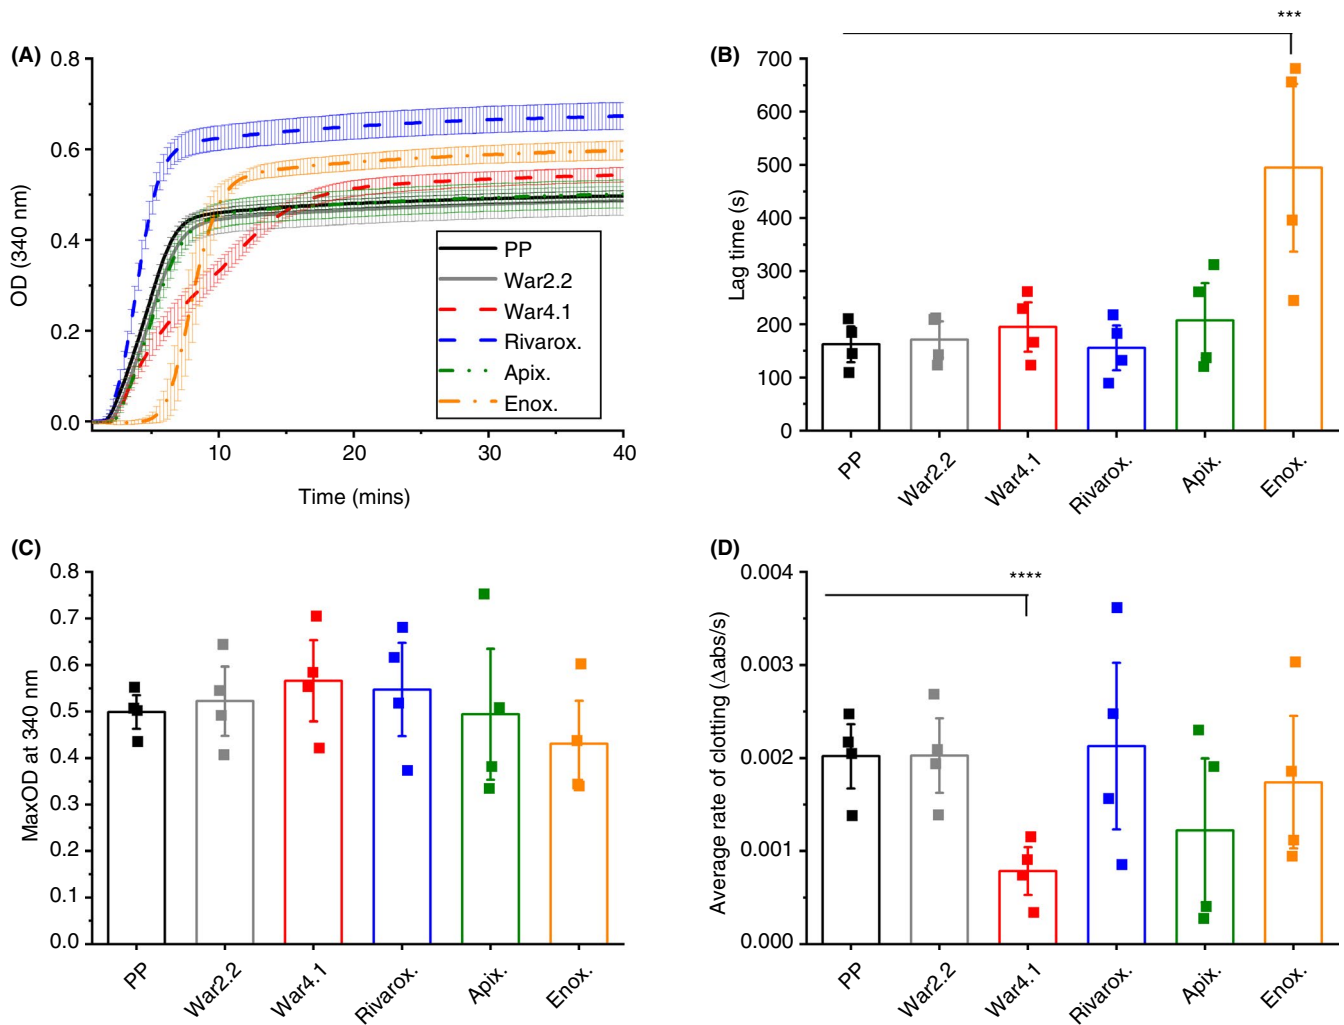 (A)
0.8
0.6
0.4
0.2
0.0
OD (340 nm)
10
20
30
40
Time (mins)
PP
War2.2
War4.1
Rivarox.
Apix.
Enox.
(B)
***
700
600
500
400
300
200
100
0
Lag time (s)
PP
War2.2
War4.1
Rivarox.
Apix.
Enox.
(C)
0.8
0.7
0.6
0.5
0.4
0.3
0.2
0.1
0.0
MaxOD at 340 nm
PP
War2.2
War4.1
Rivarox.
Apix.
Enox.
(D)
****
0.004
0.003
0.002
0.001
0.000
Average rate of clotting (Δabs/s)
PP
War2.2
War4.1
Rivarox.
Apix.
Enox.